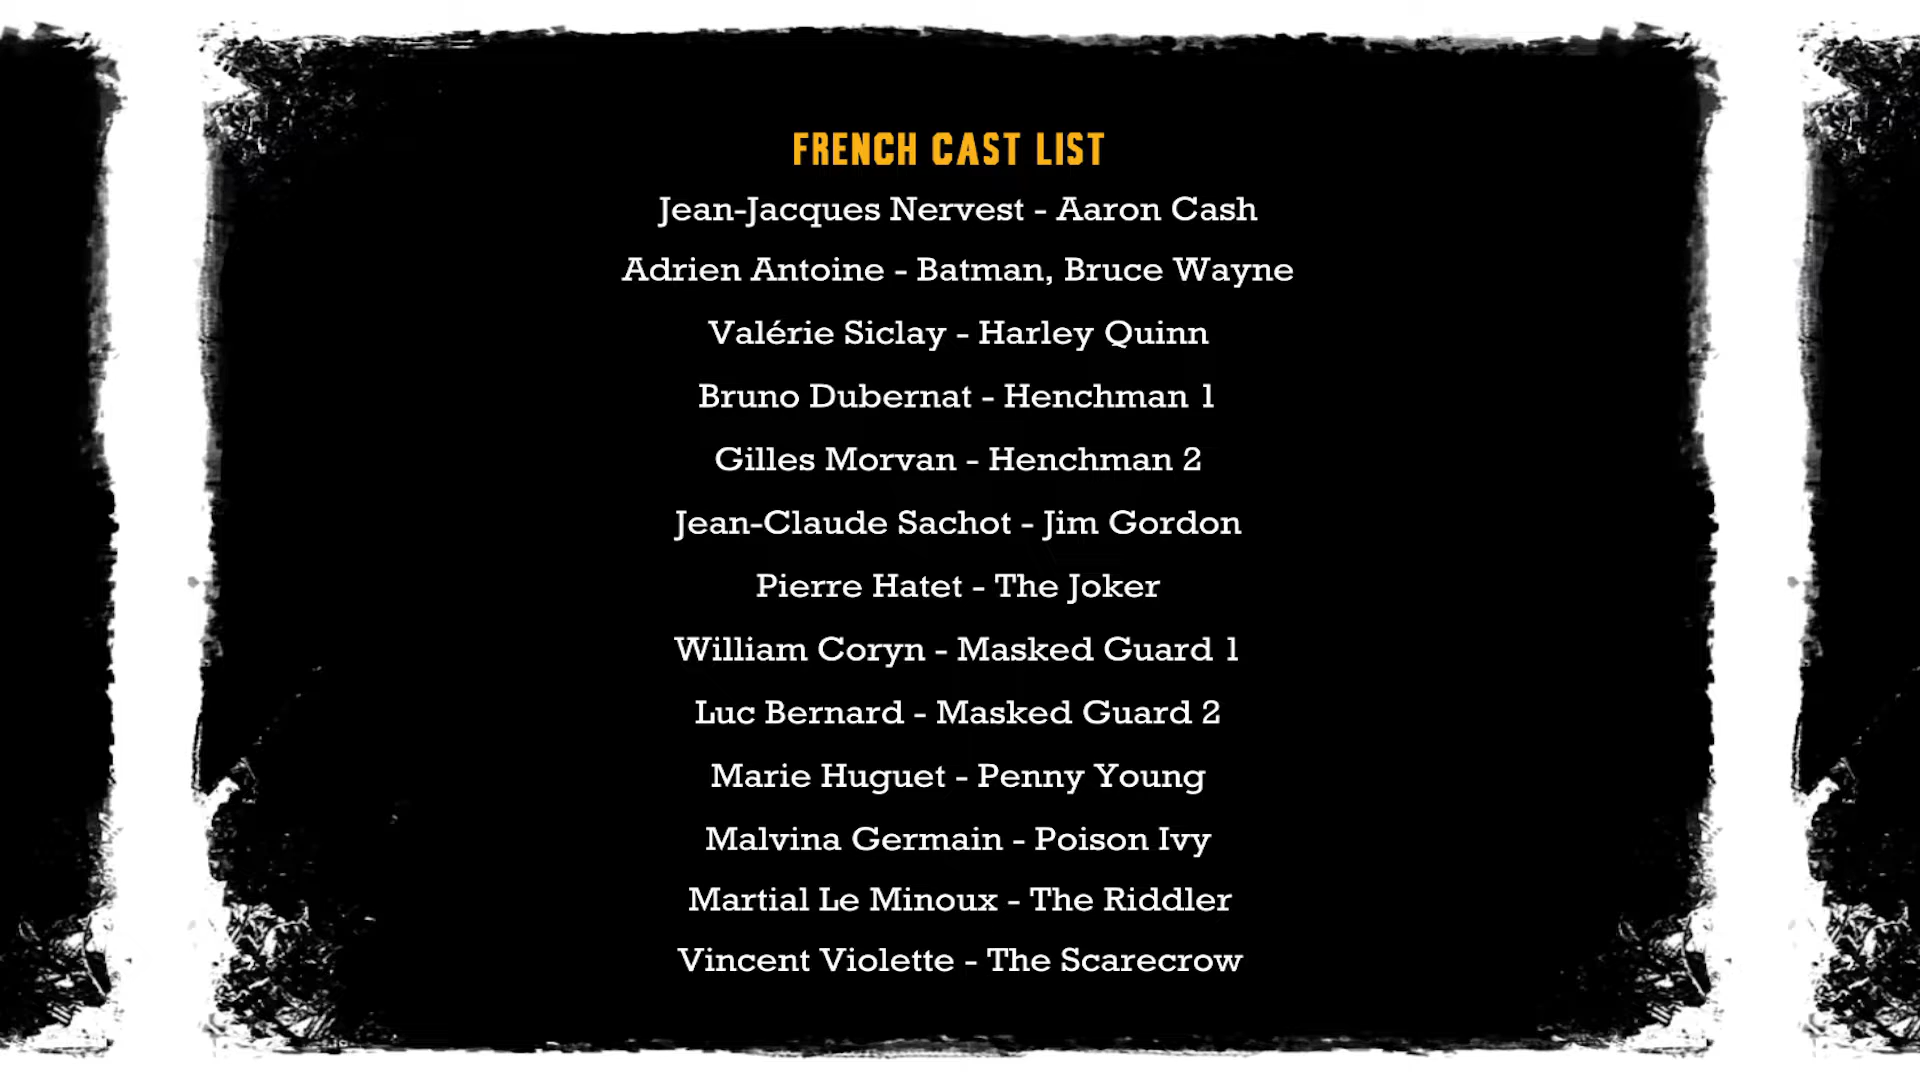 FRENCH CAST LIST
Jean-Jacques Nervest - Aaron Cash
Adrien Antoine - Batman, Bruce Wayne
Valérie Siclay - Harley Quinn
Bruno Dubernat - Henchman 1
Gilles Morvan - Henchman 2
Jean-Claude Sachot - Jim Gordon
Pierre Hatet - The Joker
William Coryn - Masked Guard 1
Luc Bernard - Masked Guard 2
Marie Huguet - Penny Young
Malvina Germain - Poison Ivy
Martial Le Minoux - The Riddler
Vincent Violette - The Scarecrow